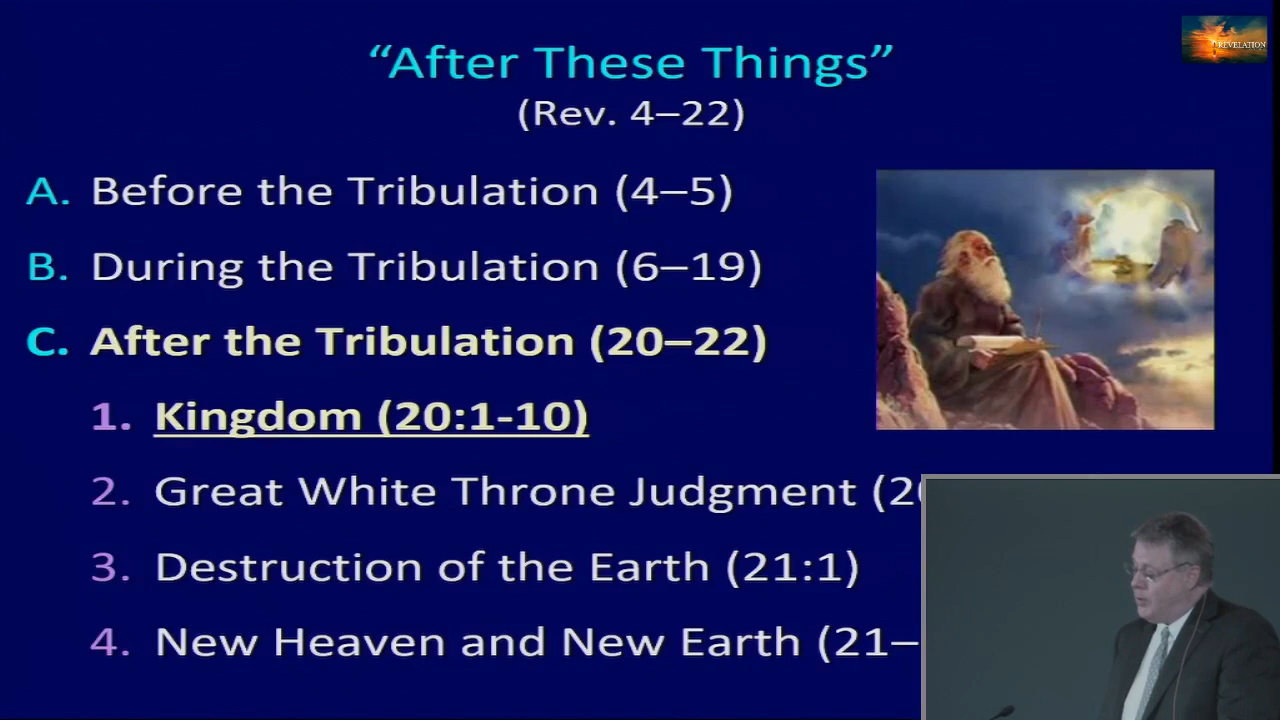 “After These Things”
(Rev. 4–22)
REVELATION
A. Before the Tribulation (4–5)
B. During the Tribulation (6–19)
C. After the Tribulation (20–22)
1. Kingdom (20:1-10)
2. Great White Throne Judgment (
3. Destruction of the Earth (21:1)
4. New Heaven and New Earth (21–